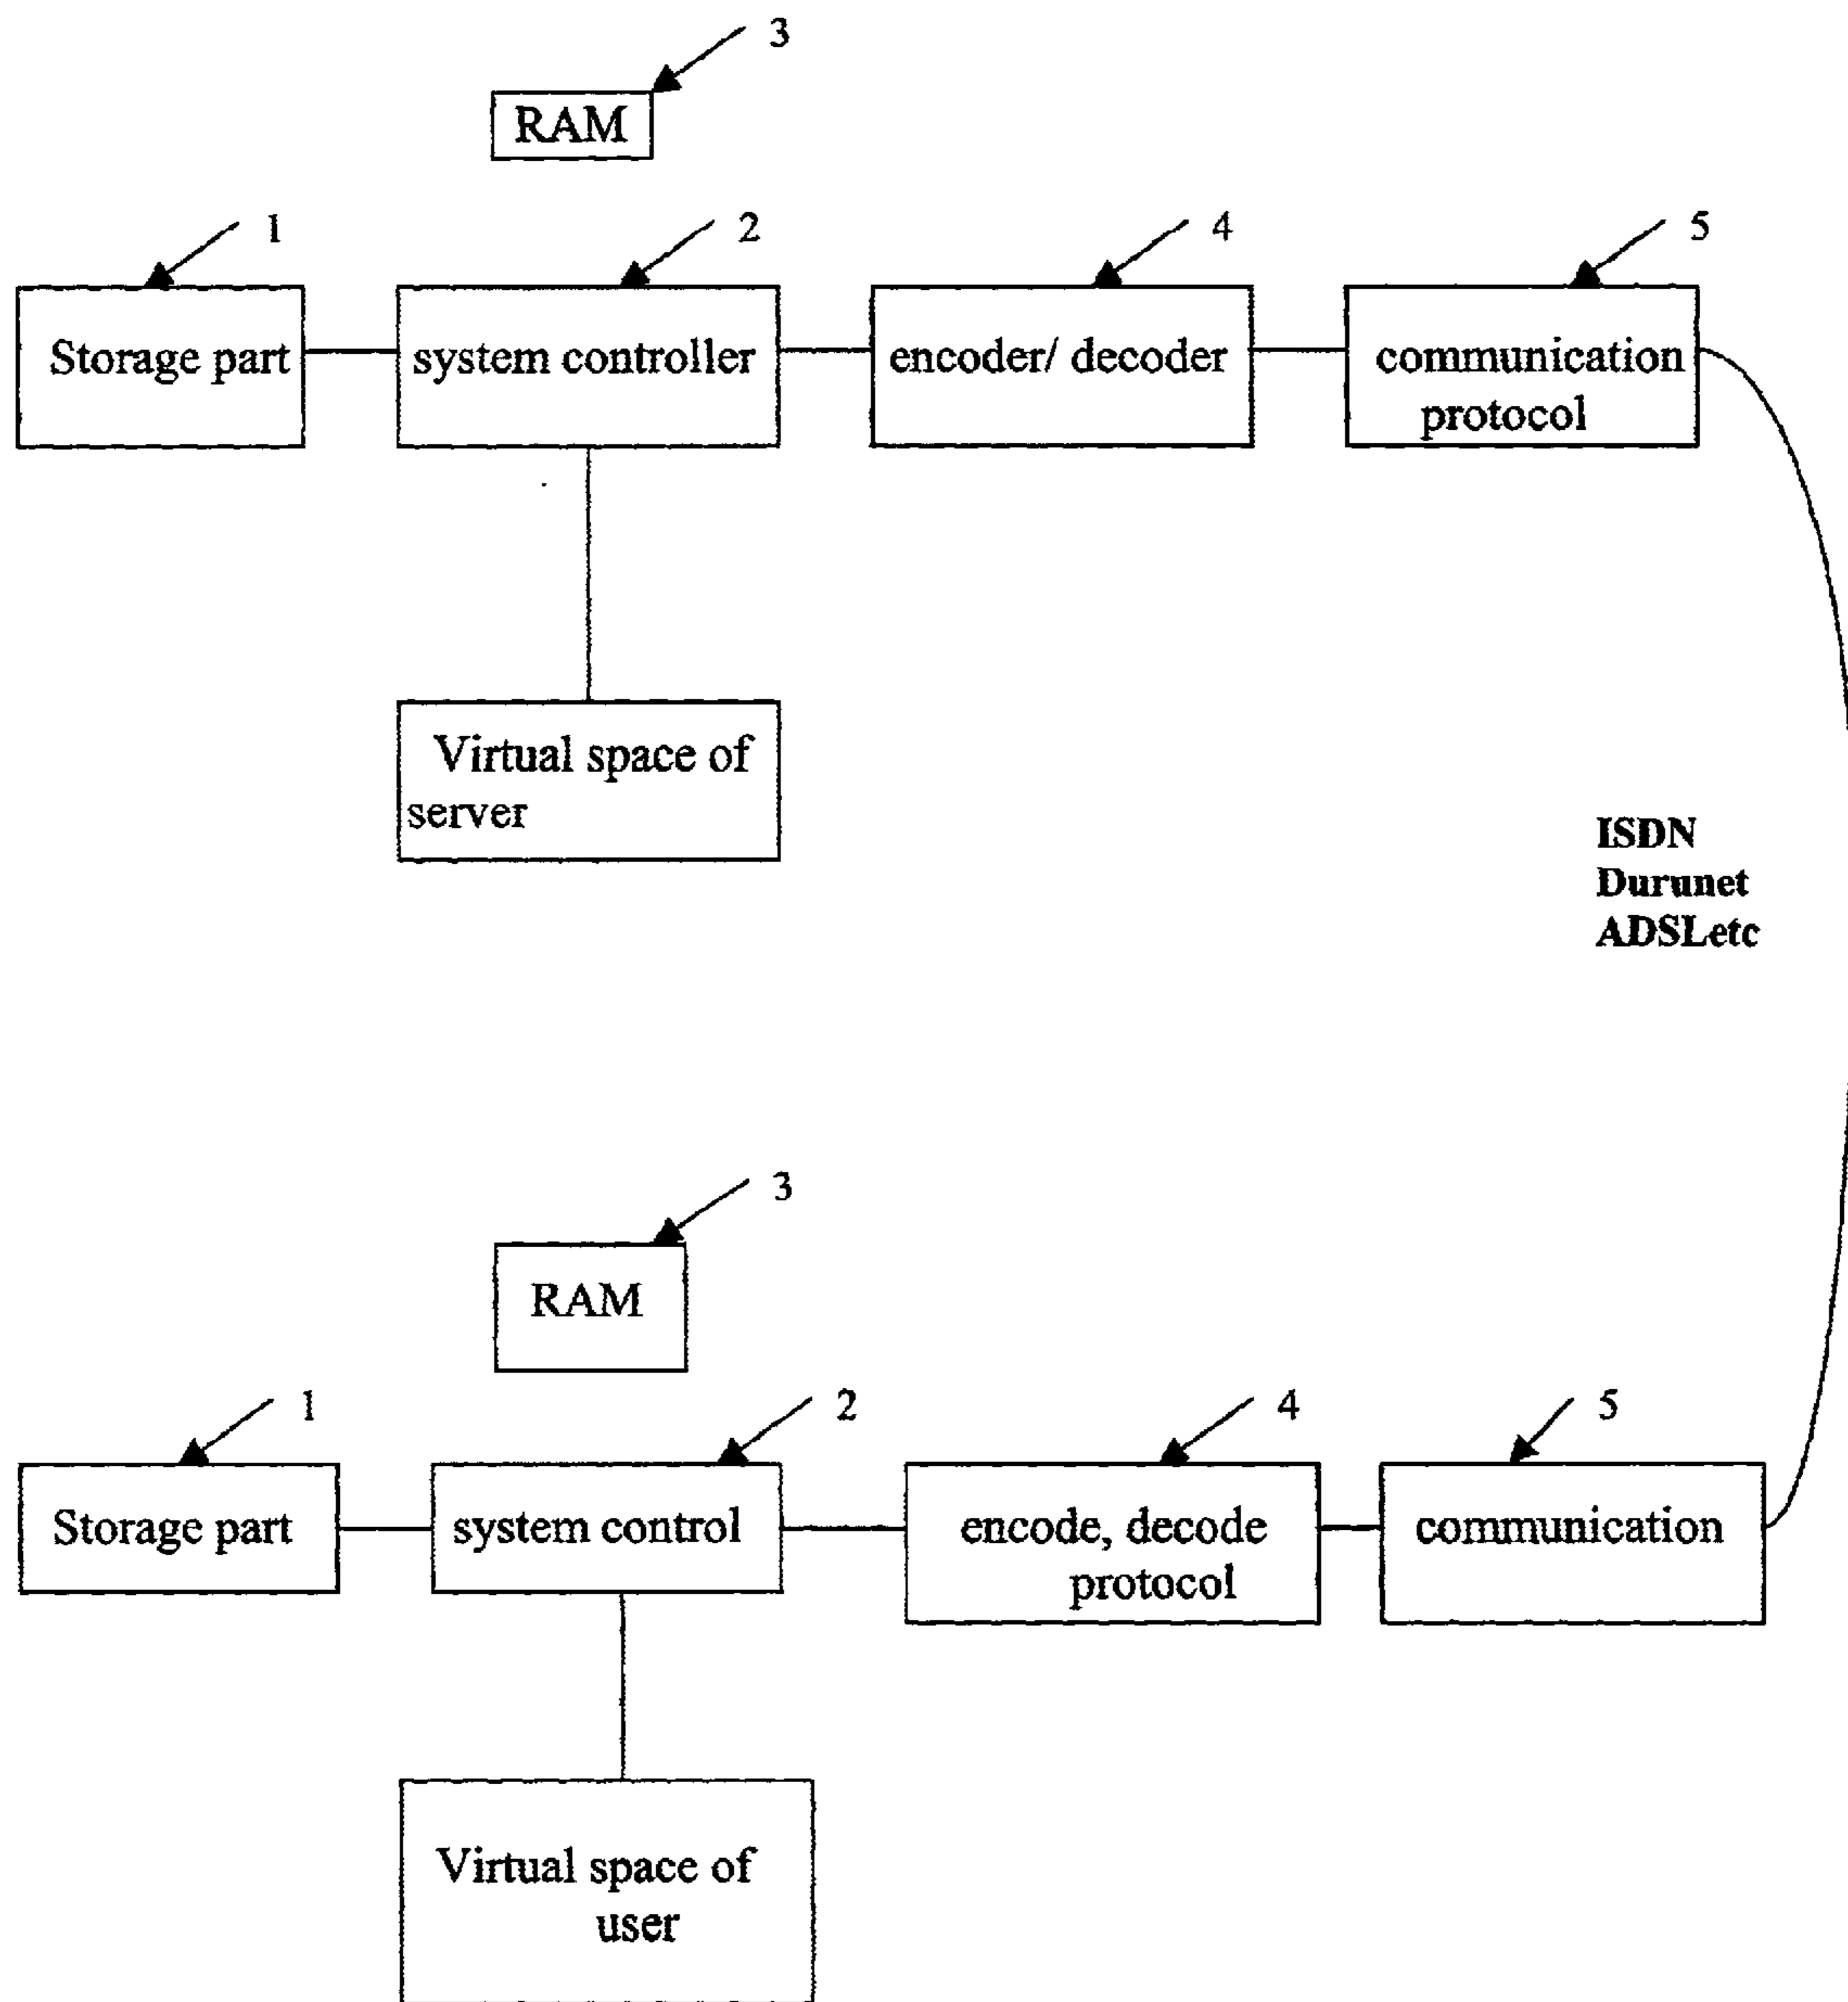 3
RAM
1
2
4
5
Storage part
system controller
encoder/ decoder
communication
protocol
Virtual space of
server
ISDN
Durunet
ADSLetc
3
RAM
1
2
4
5
Storage part
system control
encode, decode
protocol
communication
Virtual space of
user